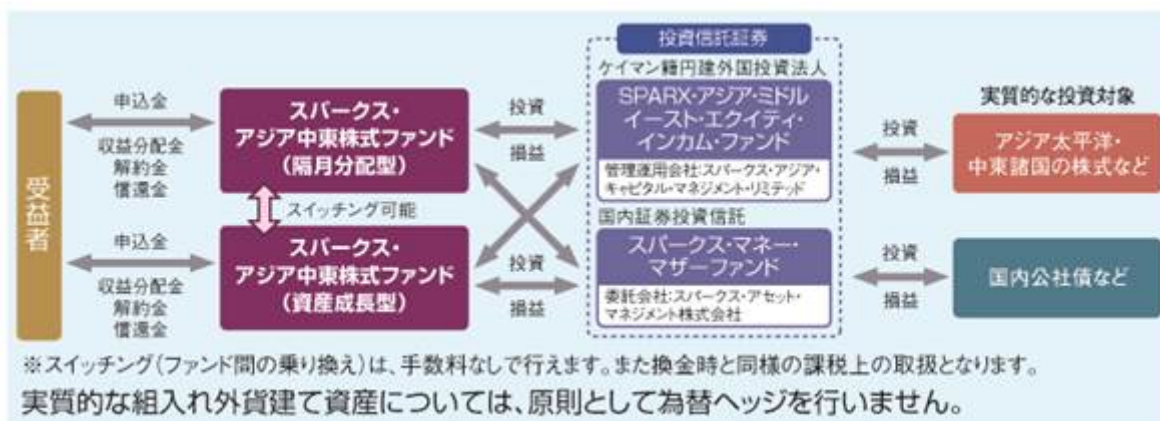 投資信託証券
ケイマン籍円建外国投資法人
受益者
申込金
収益分配金
解約金
償還金
スパークス・
アジア中東株式ファンド
(隔月分配型)
スイッチング可能
申込金
収益分配金
解約金
償還金
スパークス・
アジア中東株式ファンド
(資産成長型)
投資
損益
投資
損益
SPARX・アジア・ミドル
イースト・エクイティ・
インカム・ファンド
管理運用会社:スパークス・アジア・
キャピタル・マネジメント・リミテッド
国内証券投資信託
スパークス・マネー・
マザーファンド
委託会社:スパークス・アセット・
マネジメント株式会社
投資
損益
投資
損益
実質的な投資対象
アジア太平洋・
中東諸国の株式など
国内公社債など
※スイッチング(ファンド間の乗り換え)は、手数料なしで行えます。また換金時と同様の課税上の取扱となります。
実質的な組入れ外貨建て資産については、原則として為替ヘッジを行いません。